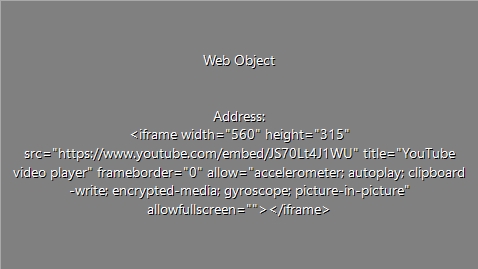 Web Object
Address:
<iframe width="560" height="315"
src="https://www.youtube.com/embed/JS70Lt4J1WU" title="YouTube
video player" frameborder="0" allow="accelerometer; autoplay; clipboard
-write; encrypted-media; gyroscope; picture-in-picture"
allowfullscreen=""></iframe>